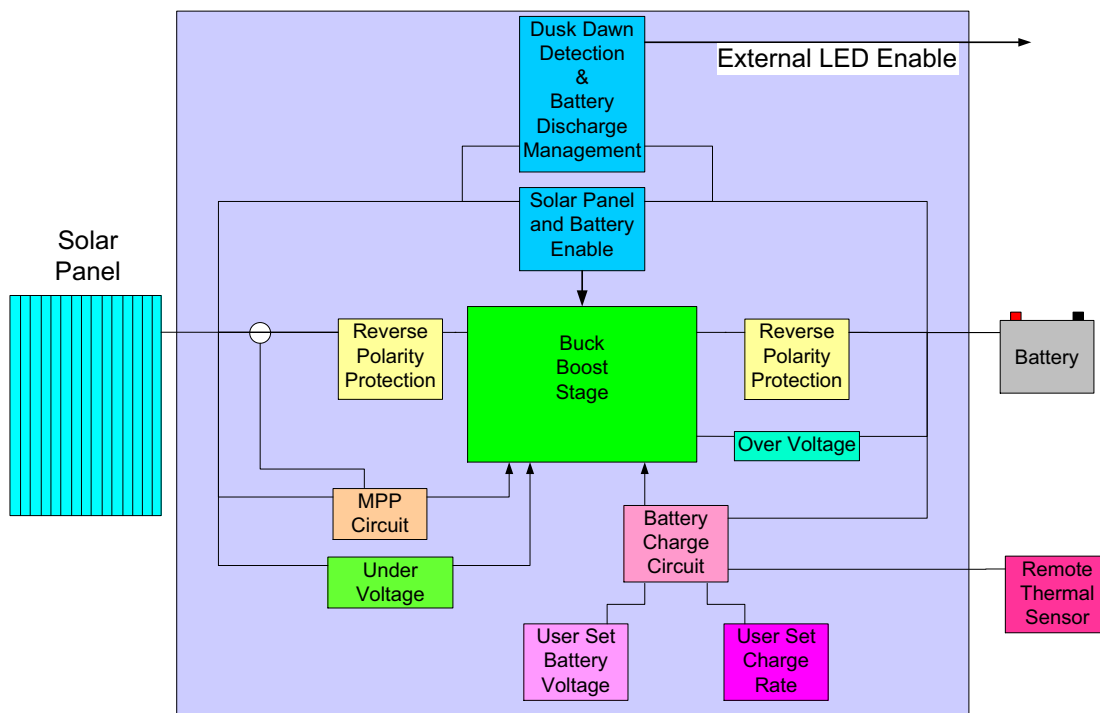 Dusk Dawn
Detection
&
Battery
Discharge
Management
External LED Enable
Solar Panel
and Battery
Enable
Solar
Panel
Reverse
Polarity
Protection
Buck
Boost
Stage
Reverse
Polarity
Protection
Battery
Over Voltage
MPP
Circuit
Battery
Charge
Circuit
Under
Voltage
Remote
Thermal
Sensor
User Set
Battery
Voltage
User Set
Charge
Rate